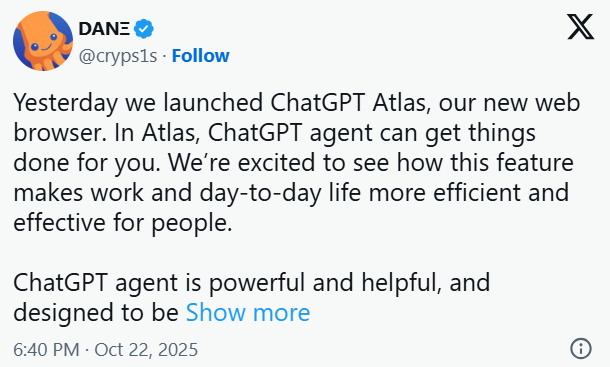 DANΞ
@cryps1s · Follow
Yesterday we launched ChatGPT Atlas, our new web
browser. In Atlas, ChatGPT agent can get things
done for you. We’re excited to see how this feature
makes work and day-to-day life more efficient and
effective for people.
ChatGPT agent is powerful and helpful, and
designed to be Show more
6:40 PM · Oct 22, 2025